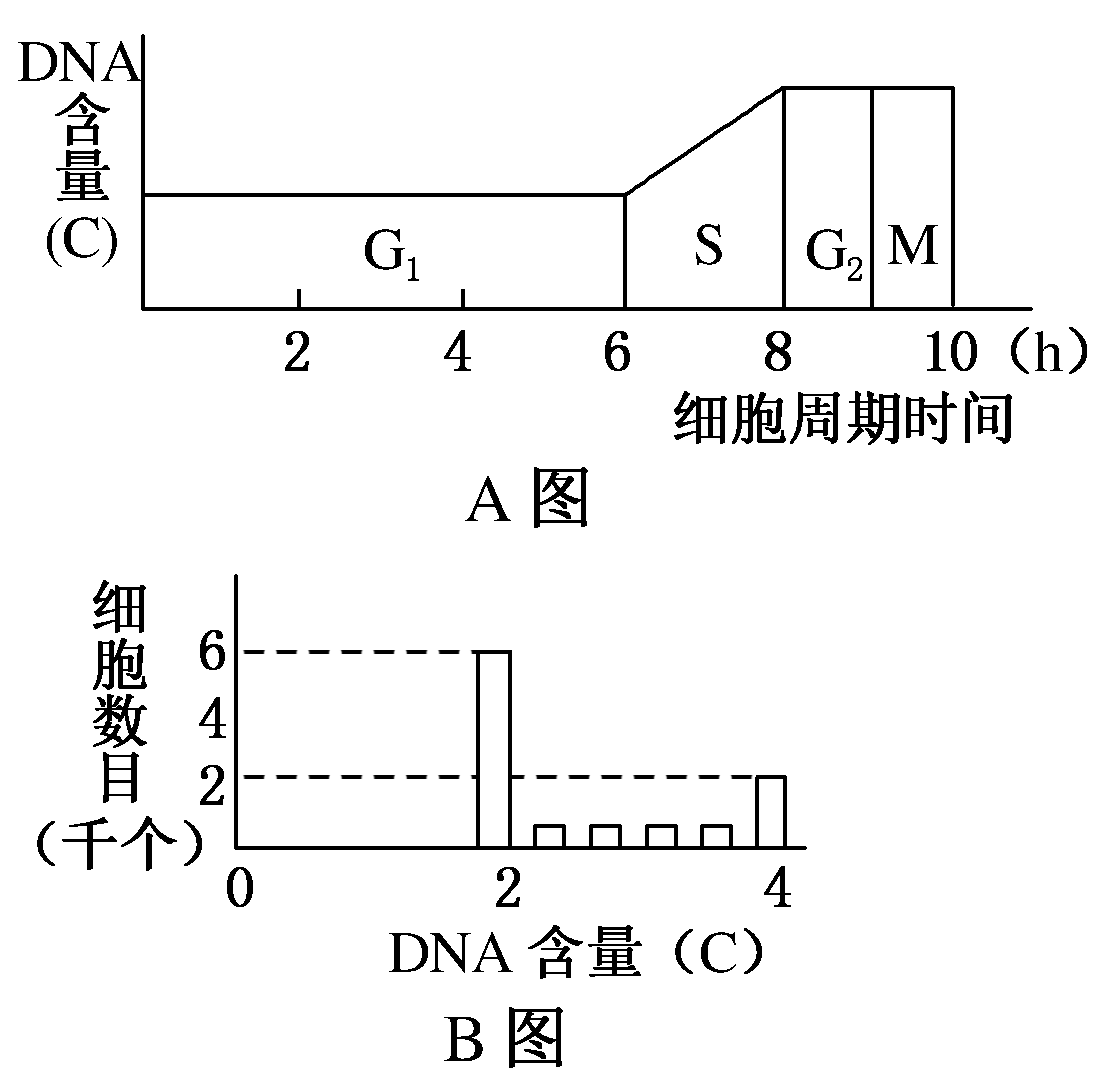 DNA
含量
(C)
G₁
S
G₂
M
2 4 6 8 10（h）
细胞周期时间
A 图
细胞数目
（千个）
6
4
2
0 2 4
DNA 含量（C）
B 图